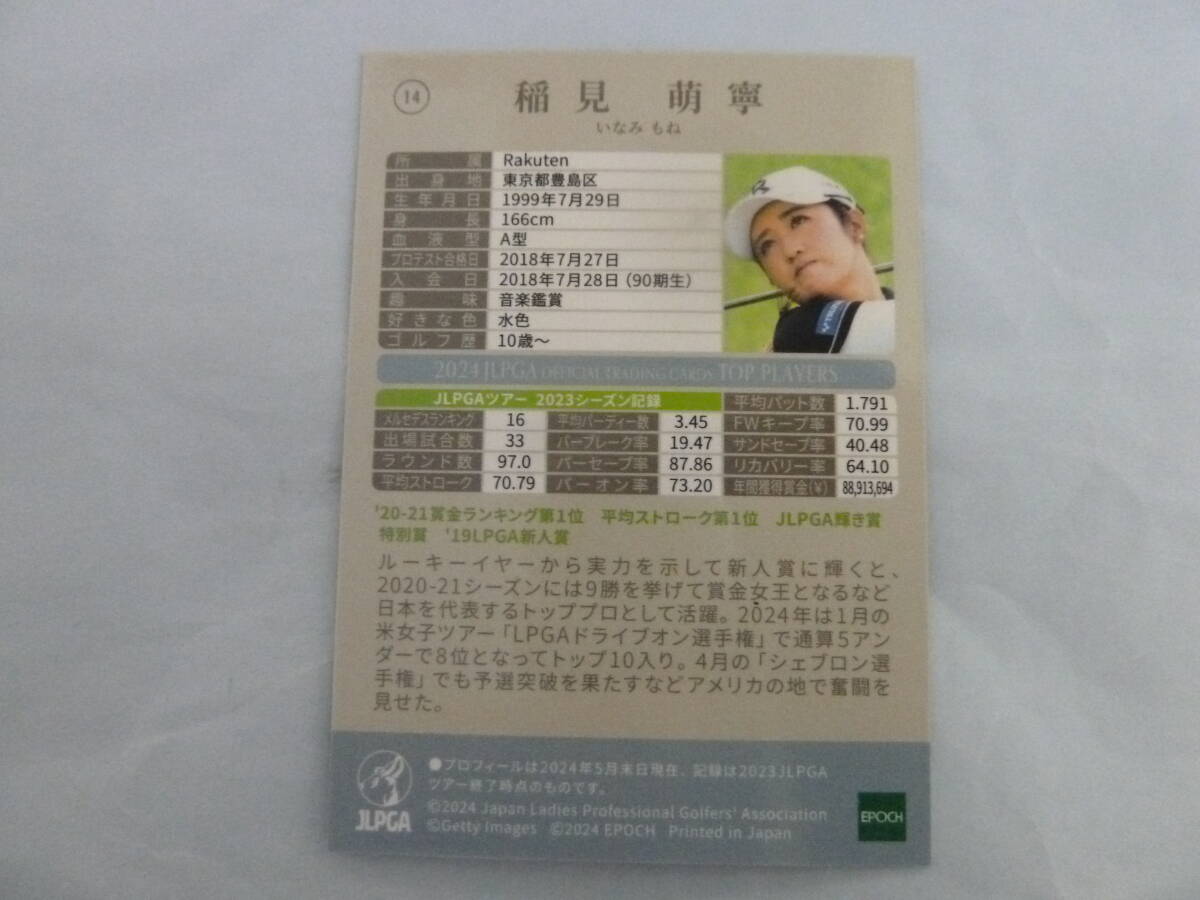 14
稲見 萌寧
いなみ もね
所属 Rakuten
出身地 東京都豊島区
生年月日 1999年7月29日
身長 166cm
血液型 A型
プロテスト合格日 2018年7月27日
入会日 2018年7月28日（90期生）
趣味 音楽鑑賞
好きな色 水色
ゴルフ歴 10歳〜
2024 JLPGA OFFICIAL TRADING CARDS TOP PLAYERS
JLPGAツアー 2023シーズン記録 平均パット数 1.791
メルセデスランキング 16 平均バーディー数 3.45 FWキープ率 70.99
出場試合数 33 パーブレーク率 19.47 サンドセーブ率 40.48
ラウンド数 97.0 パーセーブ率 87.86 リカバリー率 64.10
平均ストローク 70.79 パーオン率 73.20 年間獲得賞金(¥) 88,913,694
'20-21賞金ランキング第1位 平均ストローク第1位 JLPGA輝き賞
特別賞 '19LPGA新人賞
ルーキーイヤーから実力を示して新人賞に輝くと、
2020-21シーズンには9勝を挙げて賞金女王となるなど
日本を代表するトッププロとして活躍。2024年は1月の
米女子ツアー「LPGAドライブオン選手権」で通算5アン
ダーで8位となってトップ10入り。4月の「シェブロン選
手権」でも予選突破を果たすなどアメリカの地で奮闘を
見せた。
●プロフィールは2024年5月末日現在、記録は2023JLPGA
ツアー終了時点のものです。
©2024 Japan Ladies Professional Golfers' Association
©Getty Images ©2024 EPOCH Printed in Japan
JLPGA
EPOCH